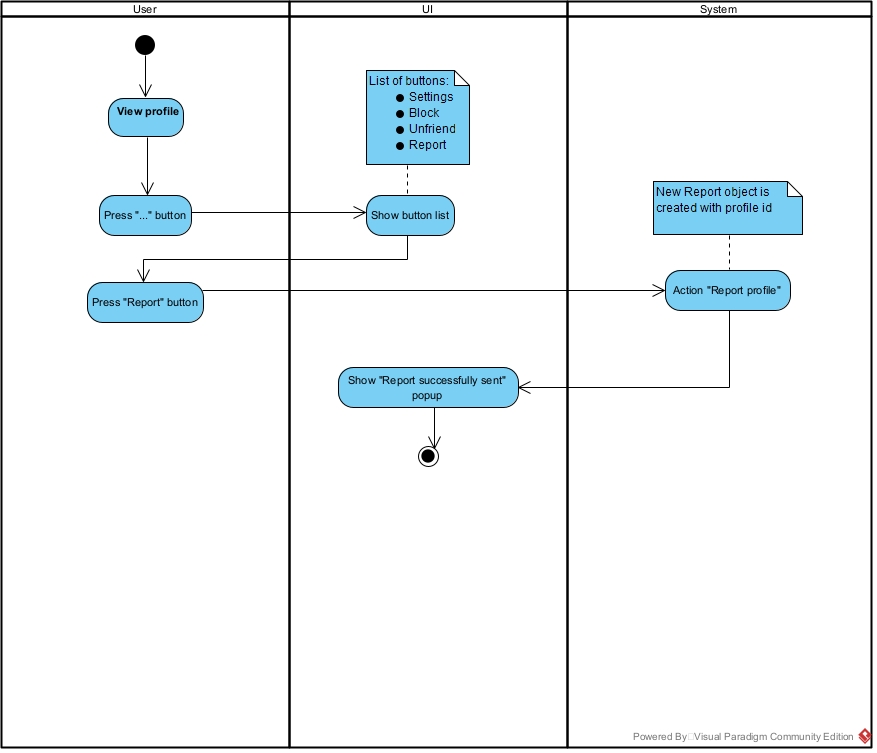 User
UI
System
List of buttons:
Settings
Block
Unfriend
Report
View profile
New Report object is
created with profile id
Press "..." button
Show button list
Press "Report" button
Action "Report profile"
Show "Report successfully sent"
popup
Powered By Visual Paradigm Community Edition